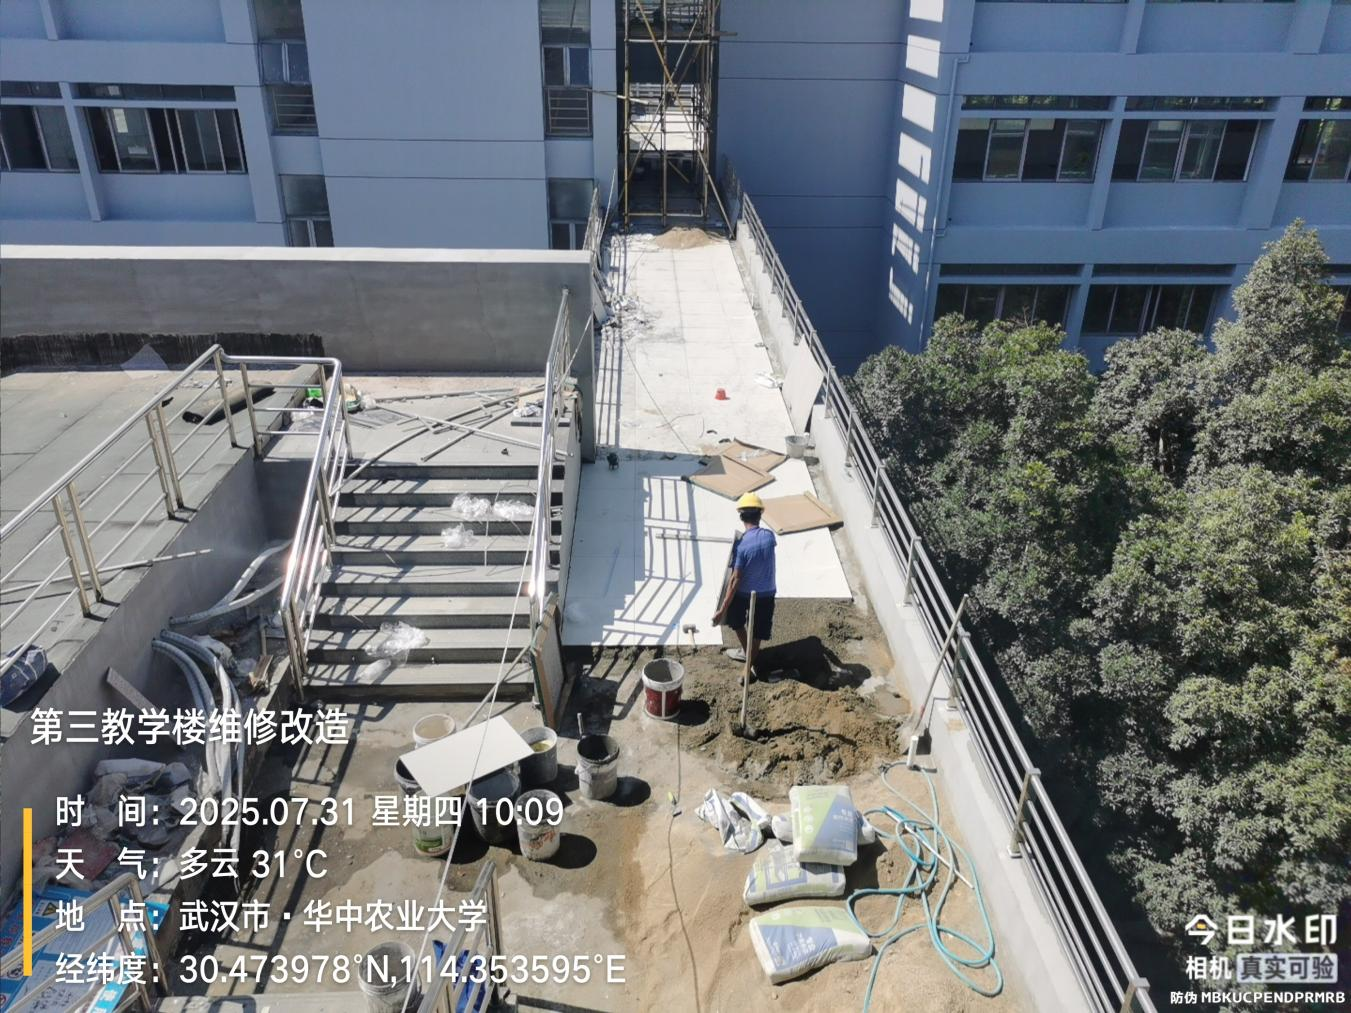 第三教学楼维修改造
时 间：2025.07.31 星期四 10:09
天 气：多云 31°C
地 点：武汉市·华中农业大学
经纬度：30.473978°N,114.353595°E
今日水印
相机 真实可验
防伪 MBKUCPENDPRMRB